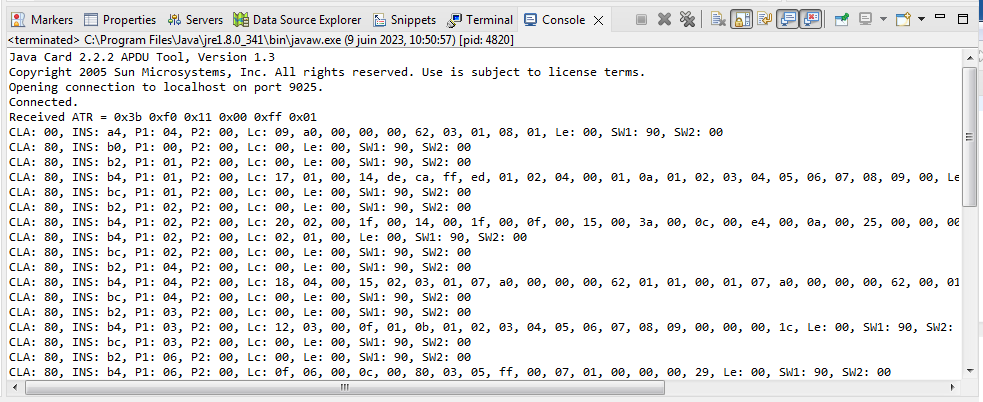 Markers Properties Servers Data Source Explorer Snippets Terminal Console
<terminated> C:\Program Files\Java\jre1.8.0_341\bin\javaw.exe (9 juin 2023, 10:50:57) [pid: 4820]
Java Card 2.2.2 APDU Tool, Version 1.3
Copyright 2005 Sun Microsystems, Inc. All rights reserved. Use is subject to license terms.
Opening connection to localhost on port 9025.
Connected.
Received ATR = 0x3b 0xf0 0x11 0x00 0xff 0x01
CLA: 00, INS: a4, P1: 04, P2: 00, Lc: 09, a0, 00, 00, 00, 62, 03, 01, 08, 01, Le: 00, SW1: 90, SW2: 00
CLA: 80, INS: b0, P1: 00, P2: 00, Lc: 00, Le: 00, SW1: 90, SW2: 00
CLA: 80, INS: b2, P1: 01, P2: 00, Lc: 00, Le: 00, SW1: 90, SW2: 00
CLA: 80, INS: b4, P1: 01, P2: 00, Lc: 17, 01, 00, 14, de, ca, ff, ed, 01, 02, 04, 00, 01, 0a, 01, 02, 03, 04, 05, 06, 07, 08, 09, 00, Le
CLA: 80, INS: bc, P1: 01, P2: 00, Lc: 00, Le: 00, SW1: 90, SW2: 00
CLA: 80, INS: b2, P1: 02, P2: 00, Lc: 00, Le: 00, SW1: 90, SW2: 00
CLA: 80, INS: b4, P1: 02, P2: 00, Lc: 20, 02, 00, 1f, 00, 14, 00, 1f, 00, 0f, 00, 15, 00, 3a, 00, 0c, 00, e4, 00, 0a, 00, 25, 00, 00, 00
CLA: 80, INS: b4, P1: 02, P2: 00, Lc: 02, 01, 00, Le: 00, SW1: 90, SW2: 00
CLA: 80, INS: bc, P1: 02, P2: 00, Lc: 00, Le: 00, SW1: 90, SW2: 00
CLA: 80, INS: b2, P1: 04, P2: 00, Lc: 00, Le: 00, SW1: 90, SW2: 00
CLA: 80, INS: b4, P1: 04, P2: 00, Lc: 18, 04, 00, 15, 02, 03, 01, 07, a0, 00, 00, 00, 62, 01, 01, 00, 01, 07, a0, 00, 00, 00, 62, 00, 01
CLA: 80, INS: bc, P1: 04, P2: 00, Lc: 00, Le: 00, SW1: 90, SW2: 00
CLA: 80, INS: b2, P1: 03, P2: 00, Lc: 00, Le: 00, SW1: 90, SW2: 00
CLA: 80, INS: b4, P1: 03, P2: 00, Lc: 12, 03, 00, 0f, 01, 0b, 01, 02, 03, 04, 05, 06, 07, 08, 09, 00, 00, 00, 1c, Le: 00, SW1: 90, SW2:
CLA: 80, INS: bc, P1: 03, P2: 00, Lc: 00, Le: 00, SW1: 90, SW2: 00
CLA: 80, INS: b2, P1: 06, P2: 00, Lc: 00, Le: 00, SW1: 90, SW2: 00
CLA: 80, INS: b4, P1: 06, P2: 00, Lc: 0f, 06, 00, 0c, 00, 80, 03, 05, ff, 00, 07, 01, 00, 00, 00, 29, Le: 00, SW1: 90, SW2: 00